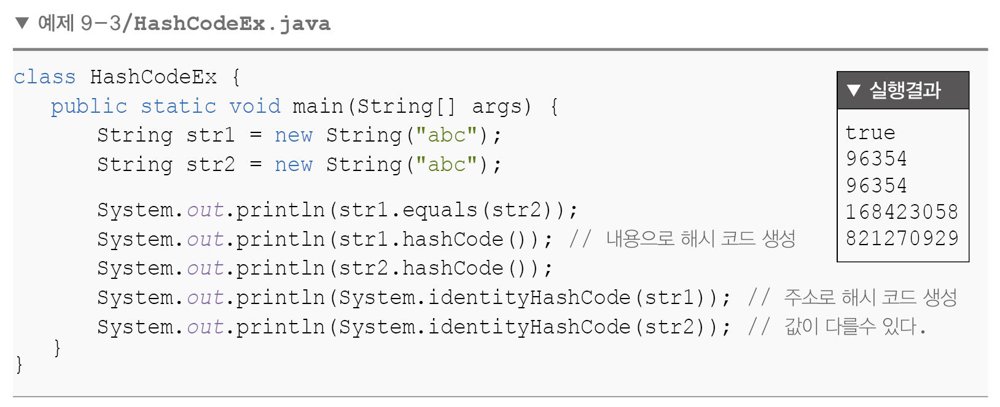 ▼ 예제 9-3/HashCodeEx.java
class HashCodeEx {
public static void main(String[] args) {
String str1 = new String("abc");
String str2 = new String("abc");
System.out.println(str1.equals(str2));
System.out.println(str1.hashCode()); // 내용으로 해시 코드 생성
System.out.println(str2.hashCode());
System.out.println(System.identityHashCode(str1)); // 주소로 해시 코드 생성
System.out.println(System.identityHashCode(str2)); // 값이 다를수 있다.
}
}
▼ 실행결과
true
96354
96354
168423058
821270929